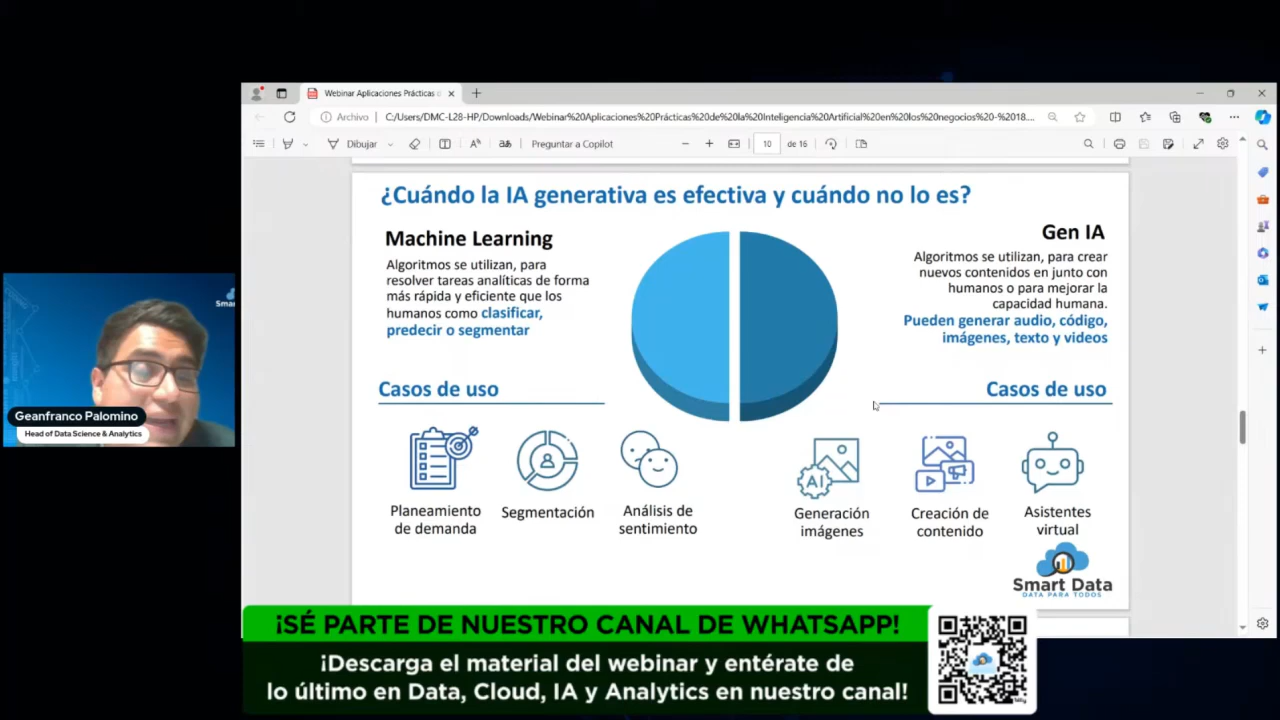 Webinar Aplicaciones Prácticas d
Archivo
C:/Users/DMC-L28-HP/Downloads/Webinar%20Aplicaciones%20Prácticas%20de%20la%20Inteligencia%20Artificial%20en%20los%20negocios%20-%2018...
Dibujar
Preguntar a Copilot
10
de 16
¿Cuándo la IA generativa es efectiva y cuándo no lo es?
Machine Learning
Algoritmos se utilizan, para
resolver tareas analíticas de forma
más rápida y eficiente que los
humanos como clasificar,
predecir o segmentar
Gen IA
Algoritmos se utilizan, para crear
nuevos contenidos en junto con
humanos o para mejorar la
capacidad humana.
Pueden generar audio, código,
imágenes, texto y videos
Casos de uso
Planeamiento
de demanda
Segmentación
Análisis de
sentimiento
Casos de uso
AI
Generación
imágenes
Creación de
contenido
Asistentes
virtual
Smart Data
DATA PARA TODOS
Smar
Geanfranco Palomino
Head of Data Science & Analytics
¡SÉ PARTE DE NUESTRO CANAL DE WHATSAPP!
¡Descarga el material del webinar y entérate de
lo último en Data, Cloud, IA y Analytics en nuestro canal!